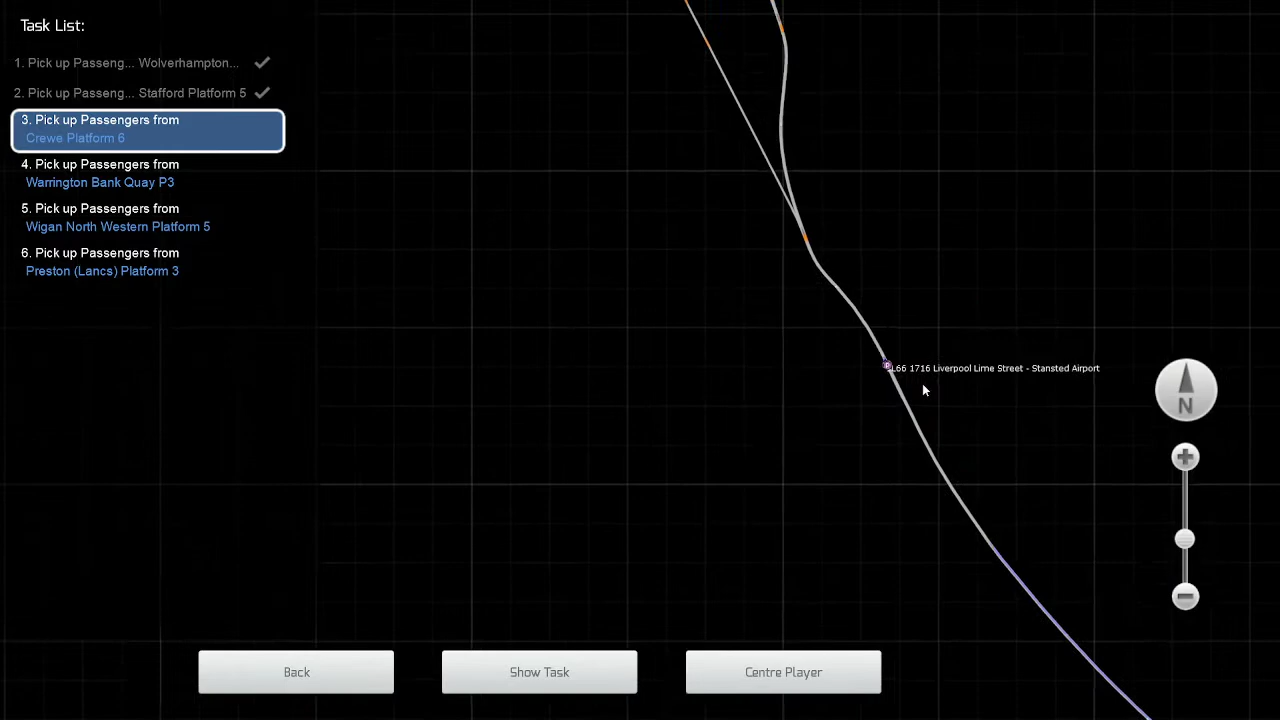 Task List:
1. Pick up Passeng... Wolverhampton...
2. Pick up Passeng... Stafford Platform 5
3. Pick up Passengers from
Crewe Platform 6
4. Pick up Passengers from
Warrington Bank Quay P3
5. Pick up Passengers from
Wigan North Western Platform 5
6. Pick up Passengers from
Preston (Lancs) Platform 3
L66 1716 Liverpool Lime Street - Stansted Airport
N
Back
Show Task
Centre Player